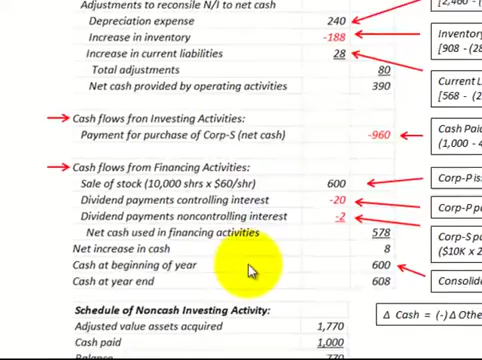 Adjustments to reconcile N/I to net cash
Depreciation expense 240
Increase in inventory -188
Increase in current liabilities 28
Total adjustments 80
Net cash provided by operating activities 390
Cash flows fron Investing Activities:
Payment for purchase of Corp-S (net cash) -960
Cash flows from Financing Activities:
Sale of stock (10,000 shrs x $60/shr) 600
Dividend payments controlling interest -20
Dividend payments noncontrolling interest -2
Net cash used in financing activities 578
Net increase in cash 8
Cash at beginning of year 600
Cash at year end 608
Schedule of Noncash Investing Activity:
Adjusted value assets acquired 1,770
Cash paid 1,000
Balance 770
[2,460 -
Inventory
[908 - (28
Current L
[568 - (2
Cash Paid
(1,000 - 4
Corp-P is
Corp-P pa
Corp-S pa
($10K x 2
Consolid
Δ Cash = (-) Δ Othe